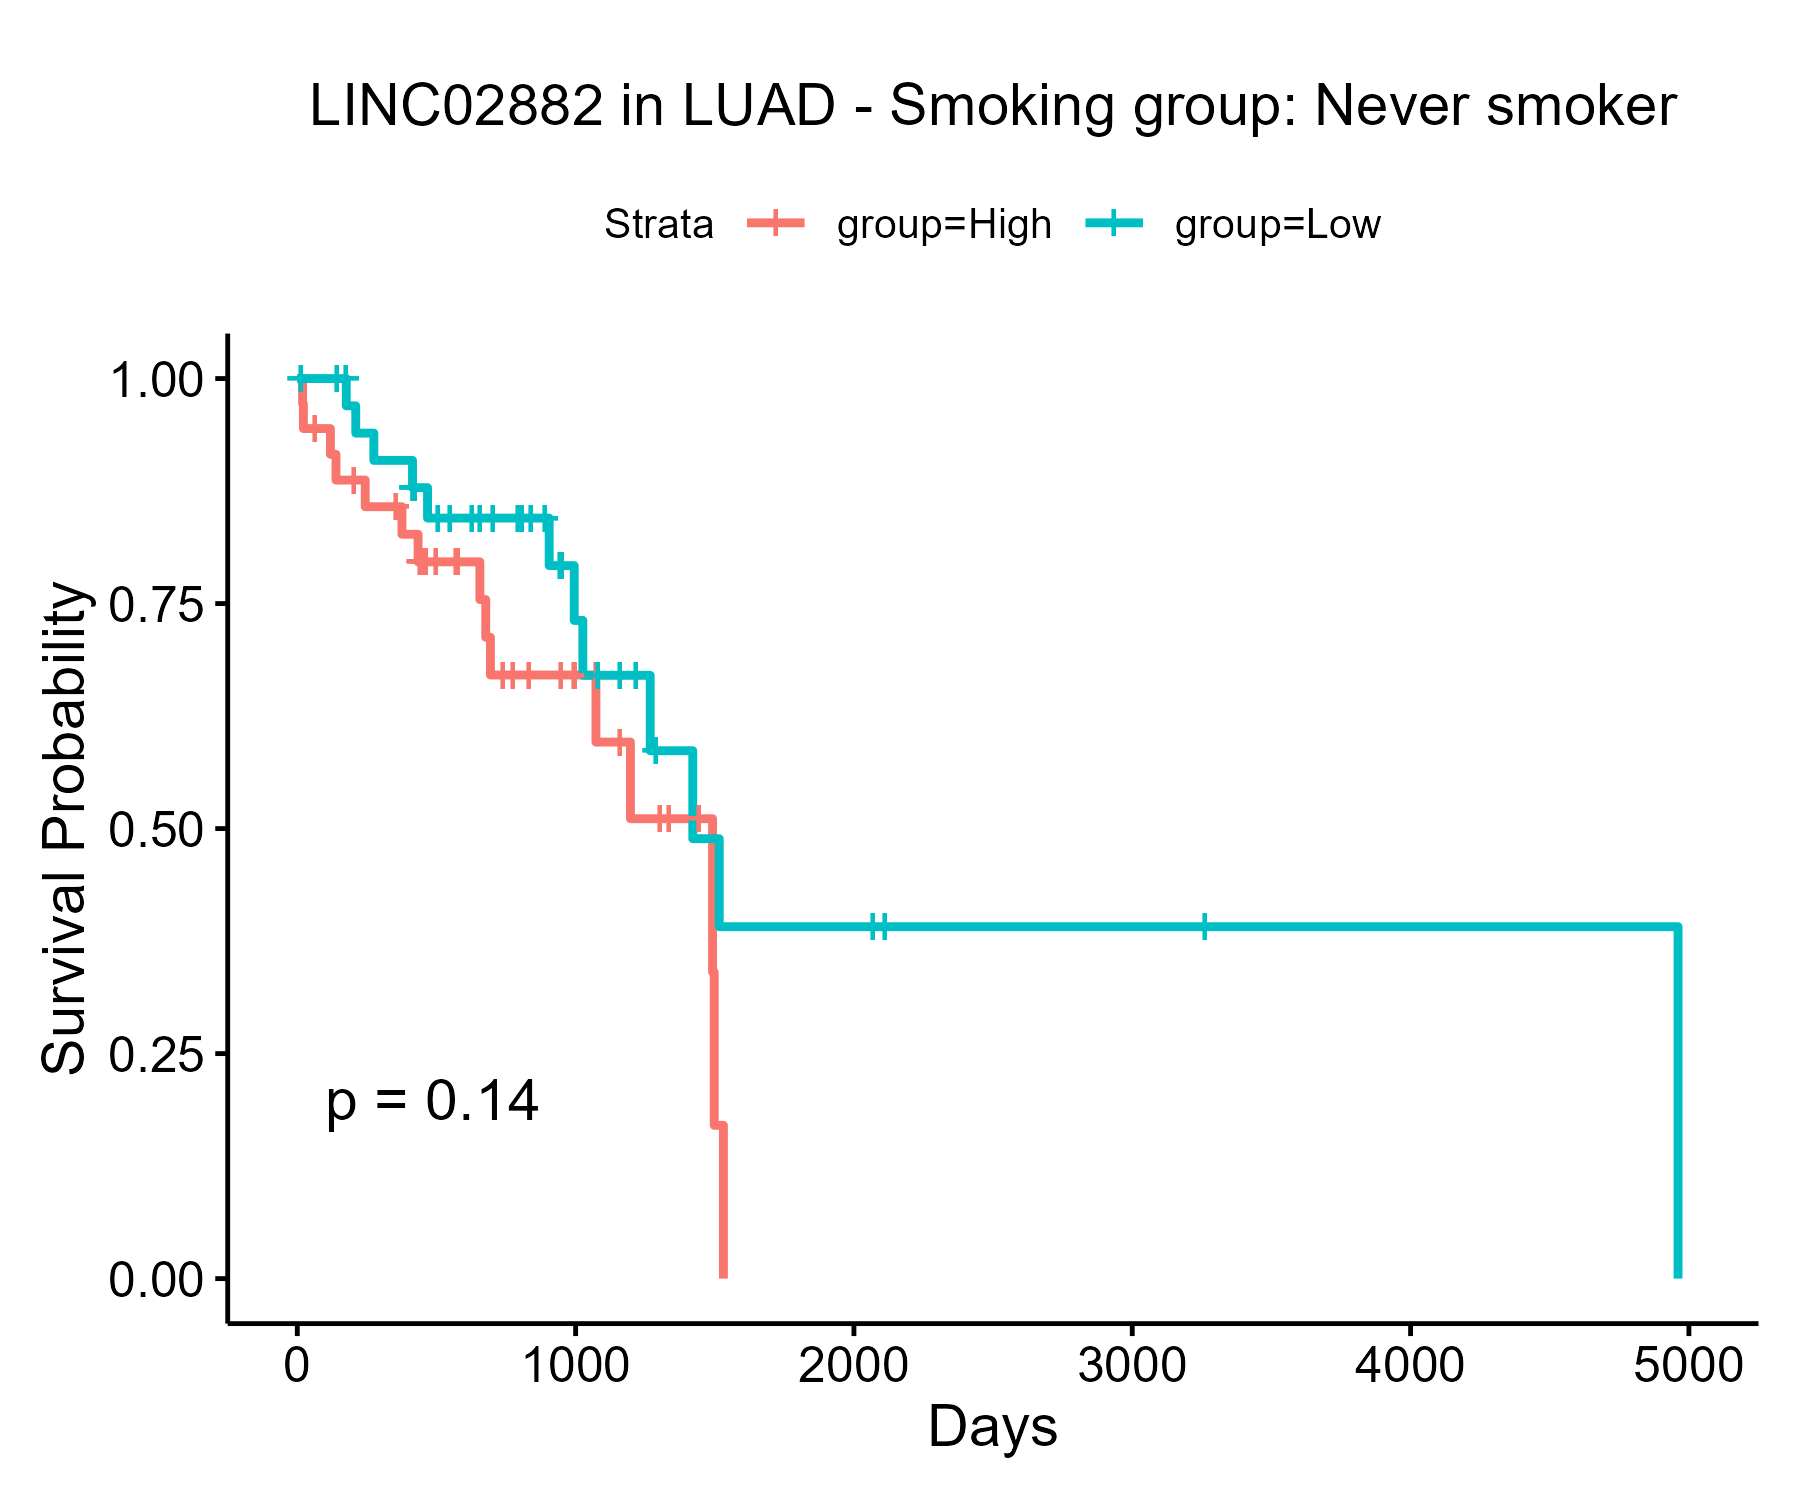 LINC02882 in LUAD - Smoking group: Never smoker
Strata group=High group=Low
Survival Probability
1.00
0.75
0.50
0.25
0.00
p = 0.14
0 1000 2000 3000 4000 5000
Days